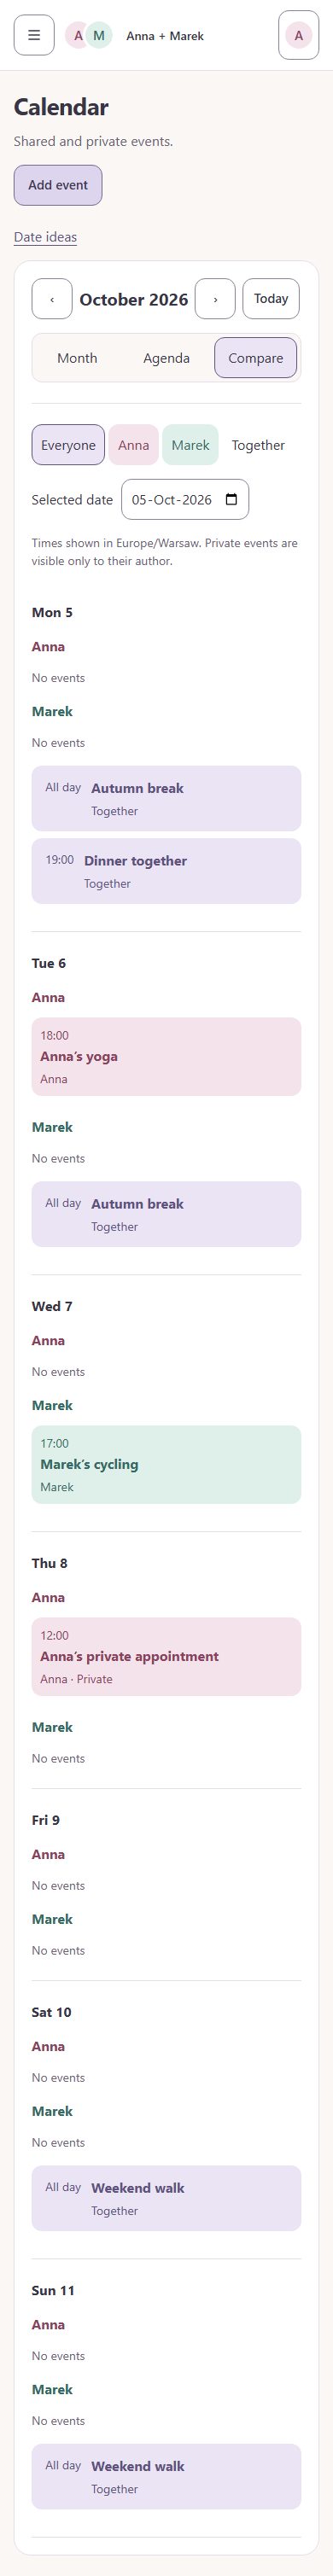 A M Anna + Marek A
Calendar
Shared and private events.
Add event
Date ideas
‹ October 2026 › Today
Month Agenda Compare
Everyone Anna Marek Together
Selected date 05-Oct-2026
Times shown in Europe/Warsaw. Private events are
visible only to their author.
Mon 5
Anna
No events
Marek
No events
All day Autumn break
Together
19:00 Dinner together
Together
Tue 6
Anna
18:00
Anna's yoga
Anna
Marek
No events
All day Autumn break
Together
Wed 7
Anna
No events
Marek
17:00
Marek's cycling
Marek
Thu 8
Anna
12:00
Anna's private appointment
Anna · Private
Marek
No events
Fri 9
Anna
No events
Marek
No events
Sat 10
Anna
No events
Marek
No events
All day Weekend walk
Together
Sun 11
Anna
No events
Marek
No events
All day Weekend walk
Together